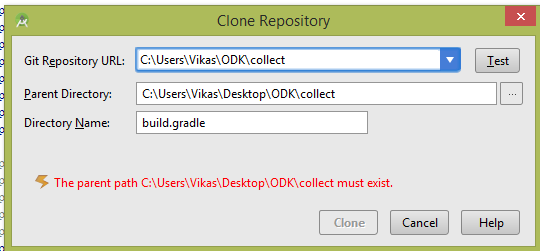 Clone Repository
Git Repository URL: C:\Users\Vikas\ODK\collect Test
Parent Directory: C:\Users\Vikas\Desktop\ODK\collect ...
Directory Name: build.gradle
The parent path C:\Users\Vikas\Desktop\ODK\collect must exist.
Clone Cancel Help